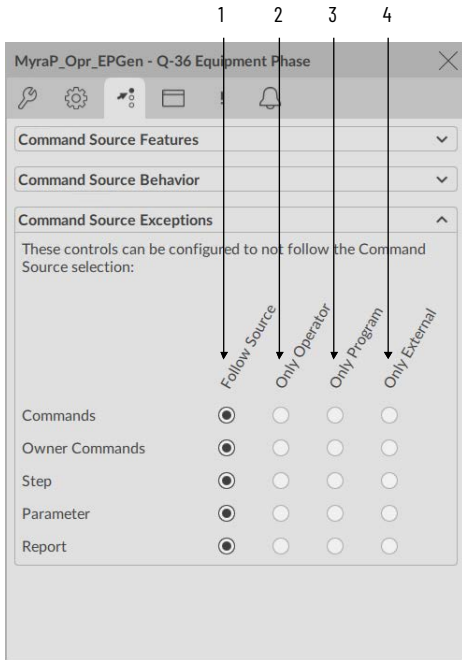 1 2 3 4
MyraP_Opr_EPGen - Q-36 Equipment Phase
Command Source Features
Command Source Behavior
Command Source Exceptions
These controls can be configured to not follow the Command
Source selection:
Follow Source Only Operator Only Program Only External
Commands
Owner Commands
Step
Parameter
Report